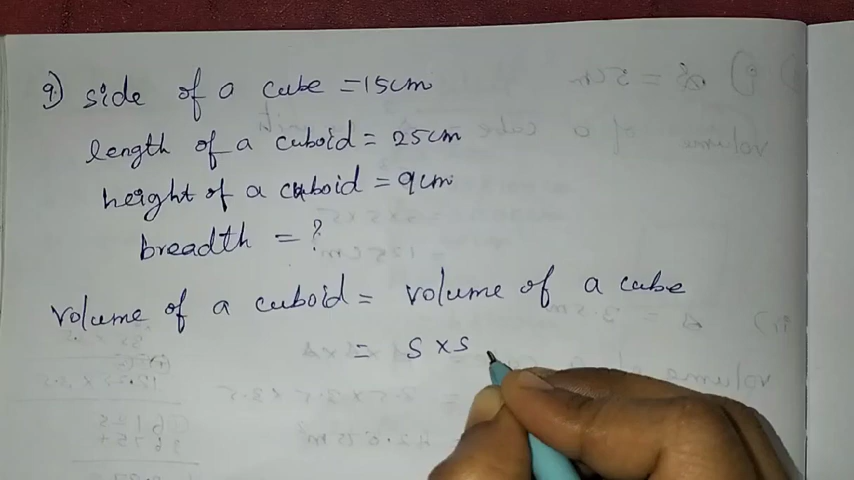 9) side of a cube = 15cm
length of a cuboid = 25cm
height of a cuboid = 9cm
breadth = ?
volume of a cuboid = volume of a cube
= s × s